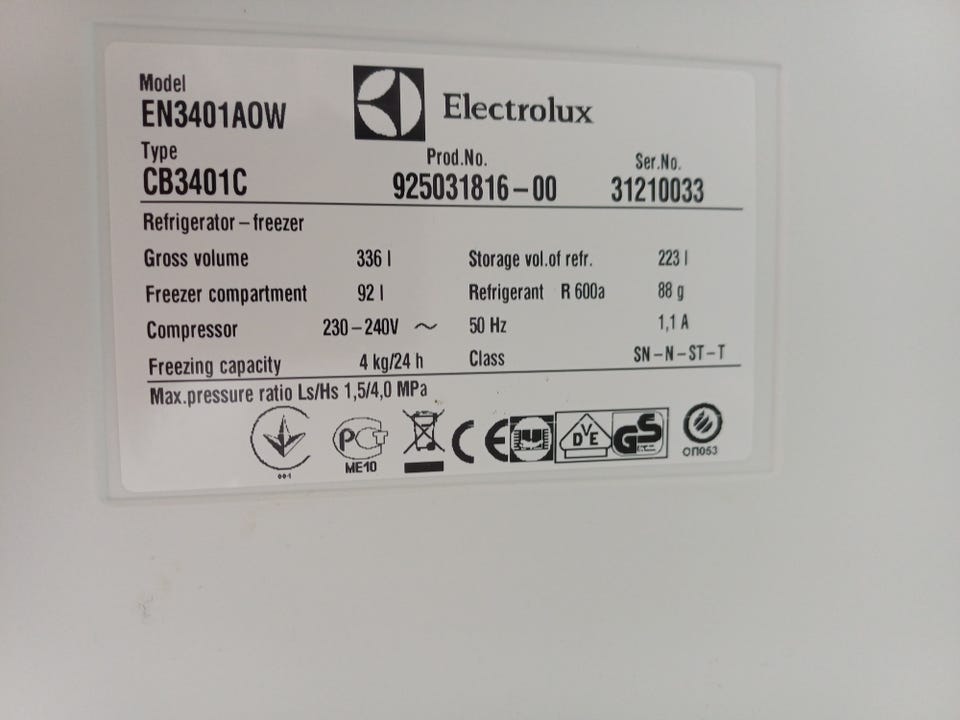 Model
EN3401AOW
Electrolux
Type
CB3401C
Prod.No.
925031816-00
Ser.No.
31210033
Refrigerator - freezer
Gross volume 336 l Storage vol.of refr. 223 l
Freezer compartment 92 l Refrigerant R 600a 88 g
Compressor 230-240V ~ 50 Hz 1,1 A
Freezing capacity 4 kg/24 h Class SN-N-ST-T
Max.pressure ratio Ls/Hs 1,5/4,0 MPa
PCT CE DVE GS
ME10 ОП053